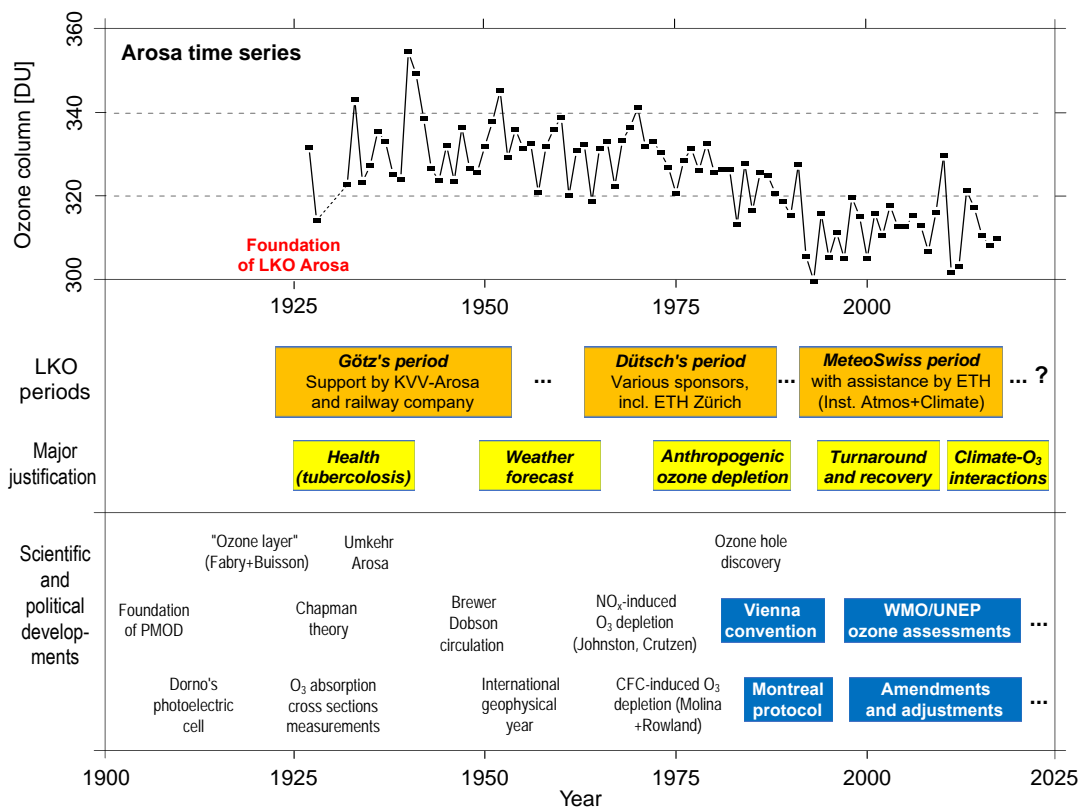 Arosa time series
Ozone column [DU]
360
340
320
300
Foundation
of LKO Arosa
1925
1950
1975
2000
LKO
periods
Götz's period
Support by KVV-Arosa
and railway company
...
Dütsch's period
Various sponsors,
incl. ETH Zürich
...
MeteoSwiss period
with assistance by ETH
(Inst. Atmos+Climate)
... ?
Major
justification
Health
(tubercolosis)
Weather
forecast
Anthropogenic
ozone depletion
Turnaround
and recovery
Climate-O₃
interactions
Scientific
and
political
develop-
ments
"Ozone layer"
(Fabry+Buisson)
Umkehr
Arosa
Ozone hole
discovery
Foundation
of PMOD
Chapman
theory
Brewer
Dobson
circulation
NOₓ-induced
O₃ depletion
(Johnston, Crutzen)
Vienna
convention
WMO/UNEP
ozone assessments
...
Dorno's
photoelectric
cell
O₃ absorption
cross sections
measurements
International
geophysical
year
CFC-induced O₃
depletion (Molina
+Rowland)
Montreal
protocol
Amendments
and adjustments
...
1900
1925
1950
1975
2000
2025
Year